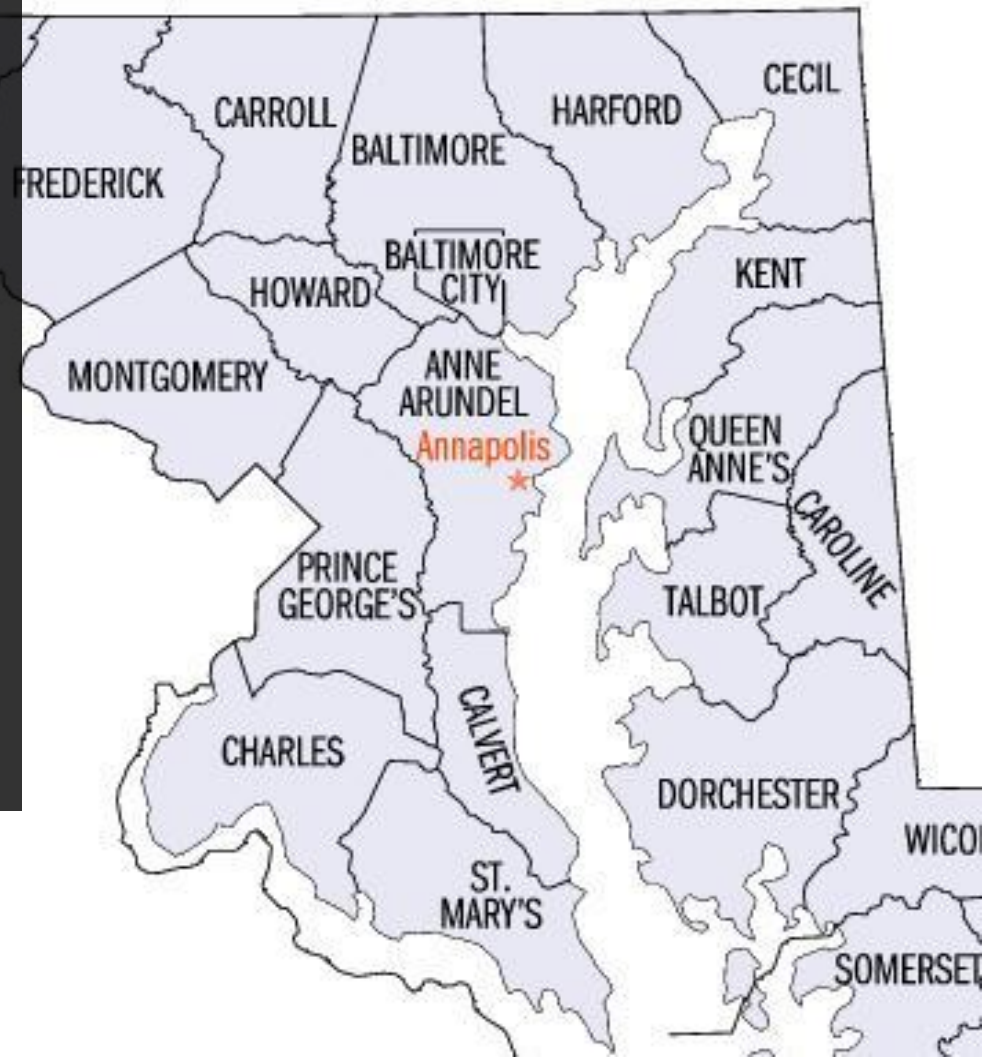 CECIL
CARROLL
HARFORD
BALTIMORE
FREDERICK
BALTIMORE
CITY
KENT
HOWARD
MONTGOMERY
ANNE
ARUNDEL
Annapolis
QUEEN
ANNE'S
CAROLINE
PRINCE
GEORGE'S
TALBOT
CALVERT
CHARLES
DORCHESTER
WICO
ST.
MARY'S
SOMERSET